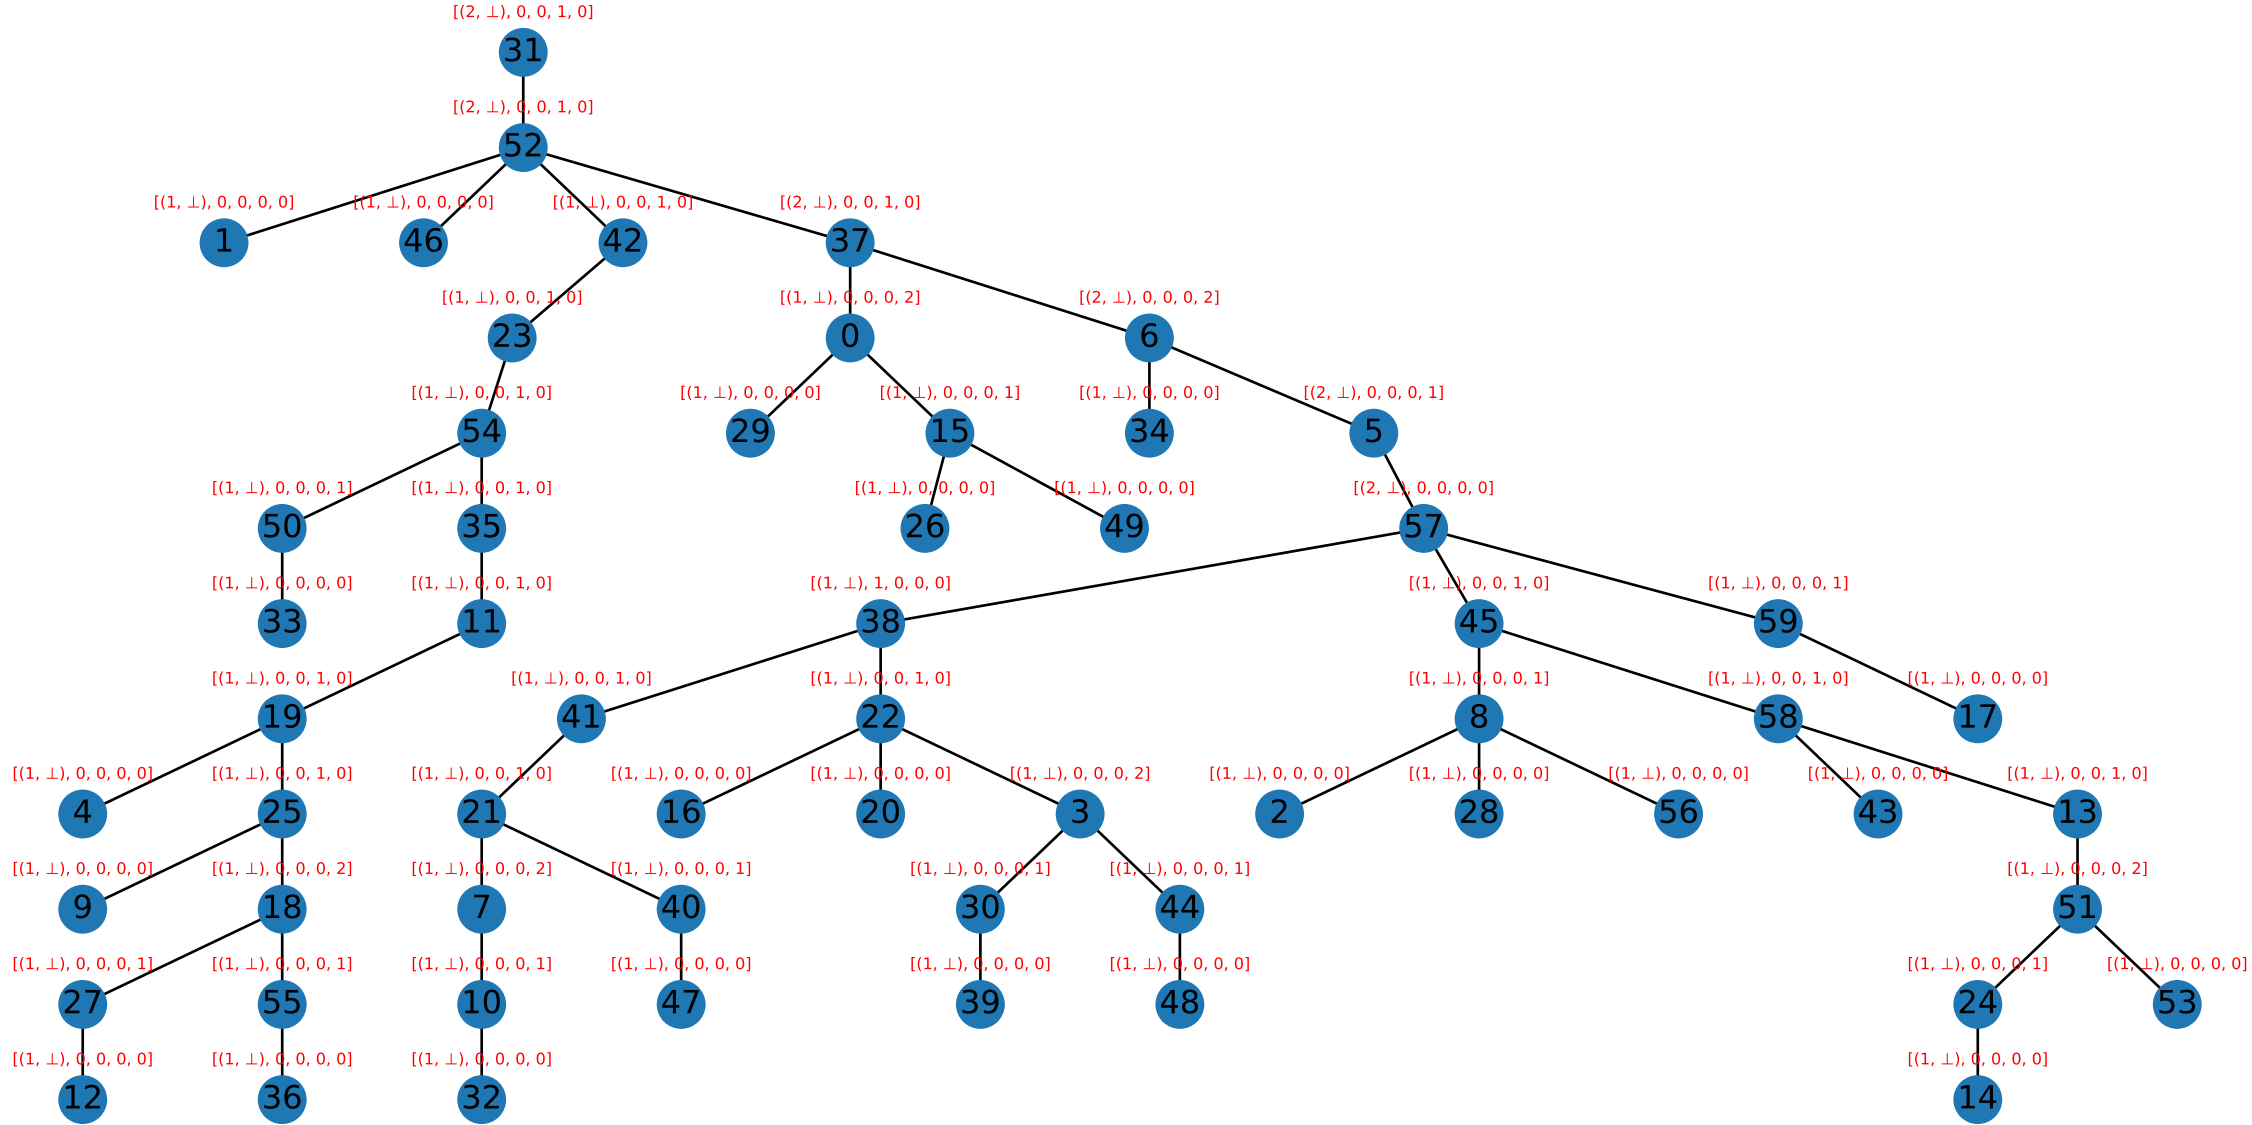 [(2, ⊥), 0, 0, 1, 0]
31
[(2, ⊥), 0, 0, 1, 0]
52
[(1, ⊥), 0, 0, 0, 0] [(1, ⊥), 0, 0, 0, 0] [(1, ⊥), 0, 0, 1, 0] [(2, ⊥), 0, 0, 1, 0]
1 46 42 37
[(1, ⊥), 0, 0, 1, 0] [(1, ⊥), 0, 0, 0, 2] [(2, ⊥), 0, 0, 0, 2]
23 0 6
[(1, ⊥), 0, 0, 1, 0] [(1, ⊥), 0, 0, 0, 0] [(1, ⊥), 0, 0, 0, 1] [(1, ⊥), 0, 0, 0, 0] [(2, ⊥), 0, 0, 0, 1]
54 29 15 34 5
[(1, ⊥), 0, 0, 0, 1] [(1, ⊥), 0, 0, 1, 0] [(1, ⊥), 0, 0, 0, 0] [(1, ⊥), 0, 0, 0, 0] [(2, ⊥), 0, 0, 0, 0]
50 35 26 49 57
[(1, ⊥), 0, 0, 0, 0] [(1, ⊥), 0, 0, 1, 0] [(1, ⊥), 1, 0, 0, 0] [(1, ⊥), 0, 0, 1, 0] [(1, ⊥), 0, 0, 0, 1]
33 11 38 45 59
[(1, ⊥), 0, 0, 1, 0] [(1, ⊥), 0, 0, 1, 0] [(1, ⊥), 0, 0, 1, 0] [(1, ⊥), 0, 0, 0, 1] [(1, ⊥), 0, 0, 1, 0] [(1, ⊥), 0, 0, 0, 0]
19 41 22 8 58 17
[(1, ⊥), 0, 0, 0, 0] [(1, ⊥), 0, 0, 1, 0] [(1, ⊥), 0, 0, 1, 0] [(1, ⊥), 0, 0, 0, 0] [(1, ⊥), 0, 0, 0, 0] [(1, ⊥), 0, 0, 0, 2] [(1, ⊥), 0, 0, 0, 0] [(1, ⊥), 0, 0, 0, 0] [(1, ⊥), 0, 0, 0, 0] [(1, ⊥), 0, 0, 0, 0] [(1, ⊥), 0, 0, 1, 0]
4 25 21 16 20 3 2 28 56 43 13
[(1, ⊥), 0, 0, 0, 0] [(1, ⊥), 0, 0, 0, 2] [(1, ⊥), 0, 0, 0, 2] [(1, ⊥), 0, 0, 0, 1] [(1, ⊥), 0, 0, 0, 1] [(1, ⊥), 0, 0, 0, 1] [(1, ⊥), 0, 0, 0, 2]
9 18 7 40 30 44 51
[(1, ⊥), 0, 0, 0, 1] [(1, ⊥), 0, 0, 0, 1] [(1, ⊥), 0, 0, 0, 1] [(1, ⊥), 0, 0, 0, 0] [(1, ⊥), 0, 0, 0, 0] [(1, ⊥), 0, 0, 0, 0] [(1, ⊥), 0, 0, 0, 1] [(1, ⊥), 0, 0, 0, 0]
27 55 10 47 39 48 24 53
[(1, ⊥), 0, 0, 0, 0] [(1, ⊥), 0, 0, 0, 0] [(1, ⊥), 0, 0, 0, 0] [(1, ⊥), 0, 0, 0, 0]
12 36 32 14